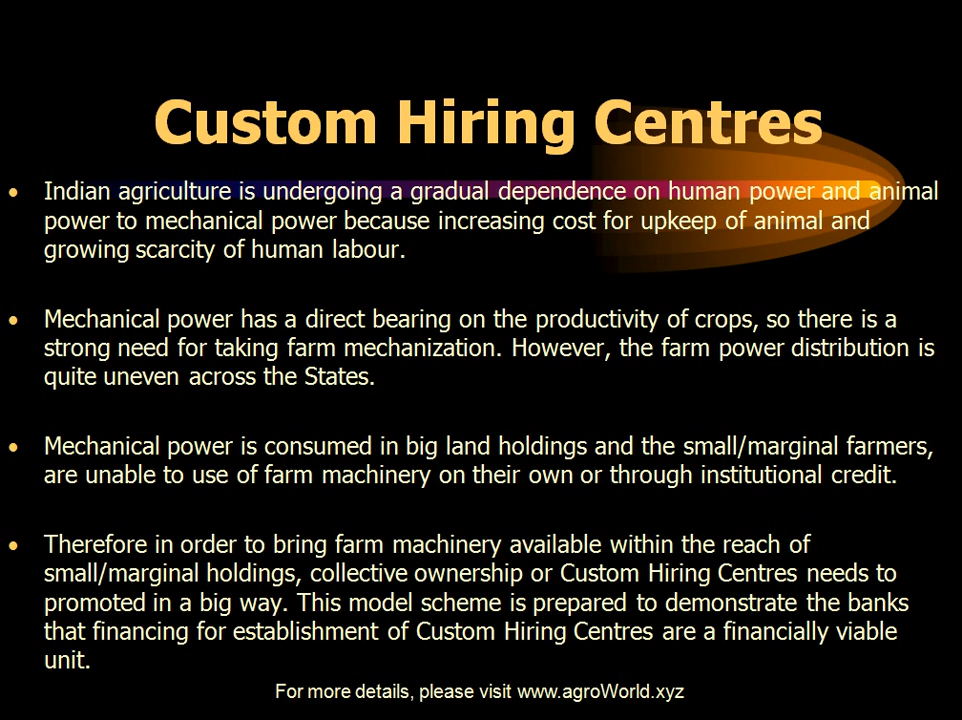 Custom Hiring Centres
• Indian agriculture is undergoing a gradual dependence on human power and animal
power to mechanical power because increasing cost for upkeep of animal and
growing scarcity of human labour.
• Mechanical power has a direct bearing on the productivity of crops, so there is a
strong need for taking farm mechanization. However, the farm power distribution is
quite uneven across the States.
• Mechanical power is consumed in big land holdings and the small/marginal farmers,
are unable to use of farm machinery on their own or through institutional credit.
• Therefore in order to bring farm machinery available within the reach of
small/marginal holdings, collective ownership or Custom Hiring Centres needs to
promoted in a big way. This model scheme is prepared to demonstrate the banks
that financing for establishment of Custom Hiring Centres are a financially viable
unit.
For more details, please visit www.agroWorld.xyz